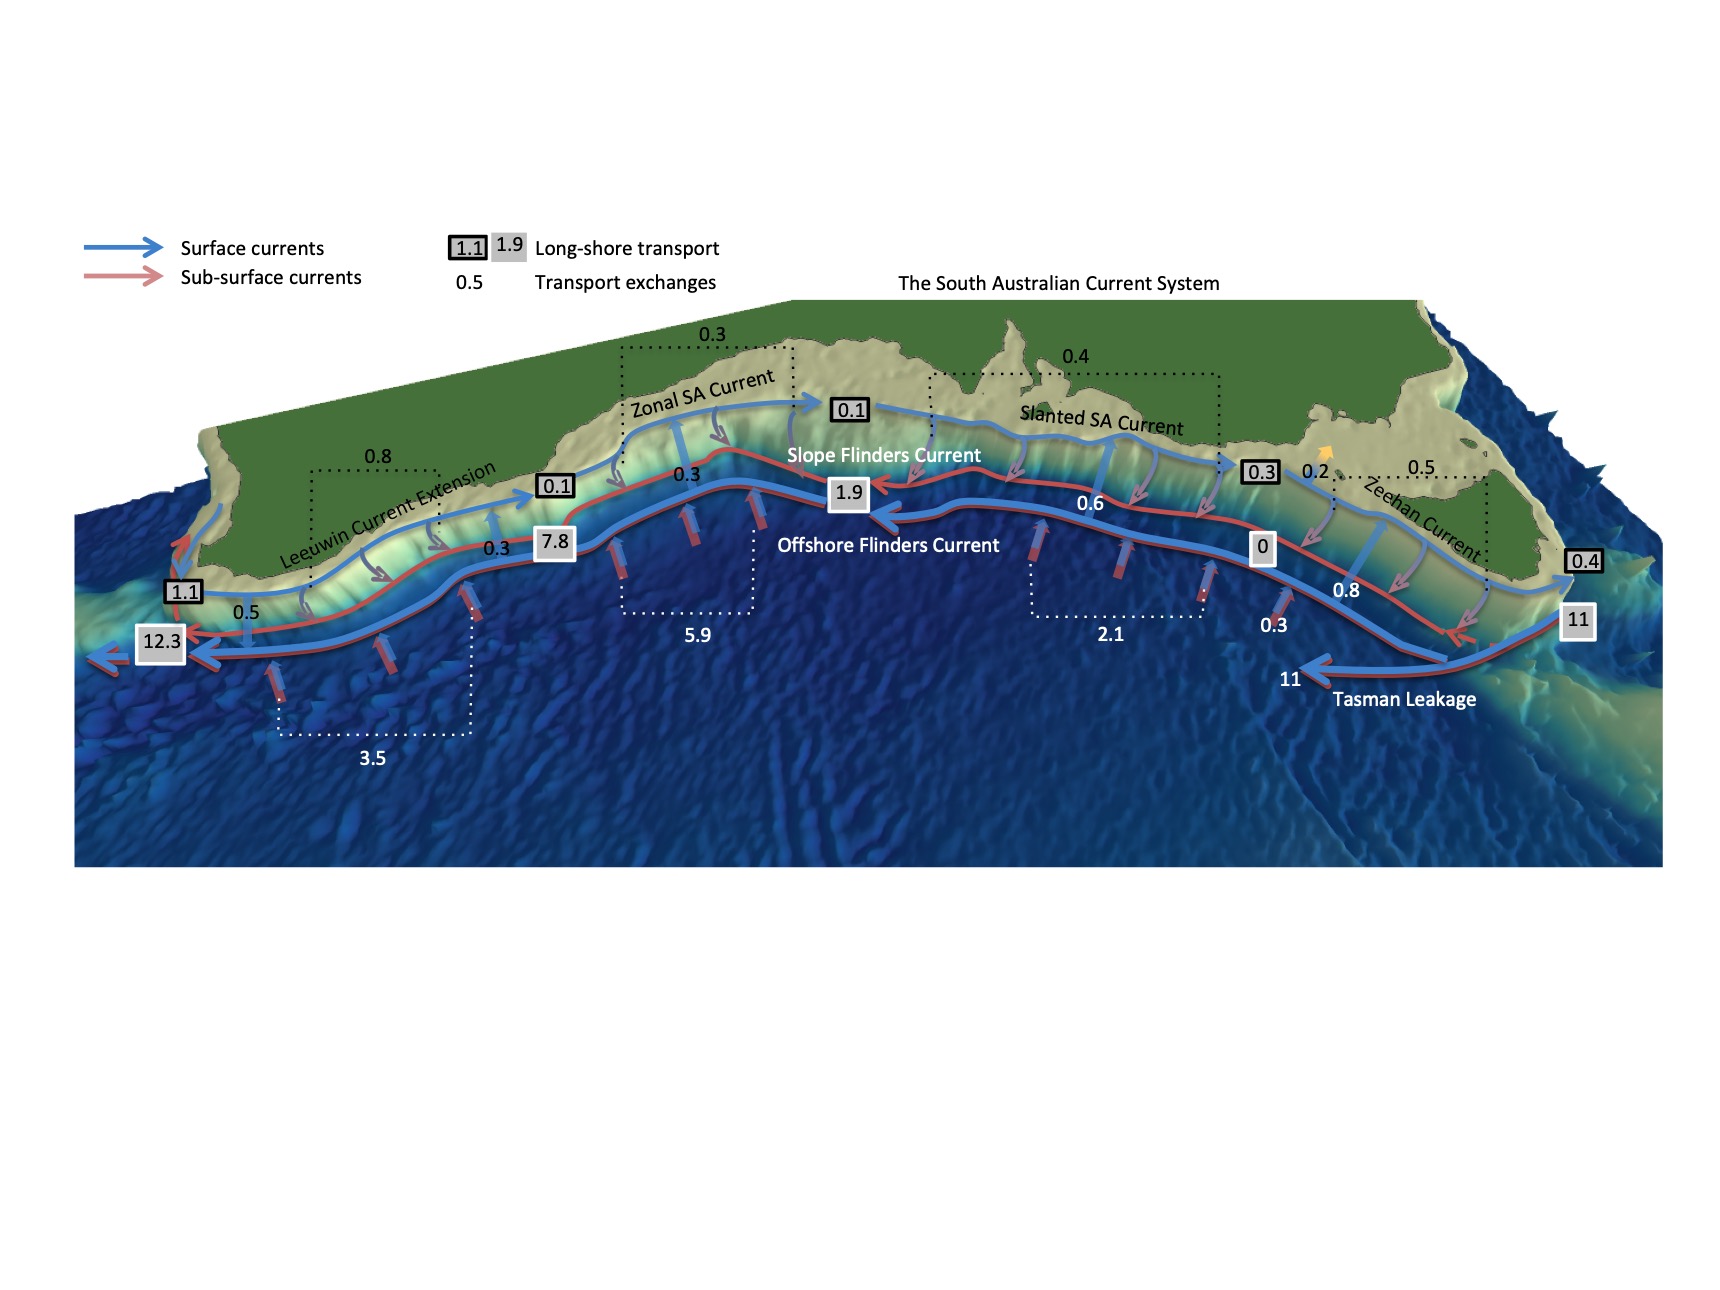 Surface currents
1.1 1.9 Long-shore transport
Sub-surface currents
0.5 Transport exchanges
The South Australian Current System
0.3
0.4
Zonal SA Current
0.1
Slanted SA Current
0.8
Leeuwin Current Extension
Slope Flinders Current
0.3
0.2
0.5
0.3
0.1
1.9
0.6
Zeehan Current
7.8
0.3
Offshore Flinders Current
0
0.4
1.1
0.5
0.8
12.3
5.9
2.1
0.3
11
11
Tasman Leakage
3.5